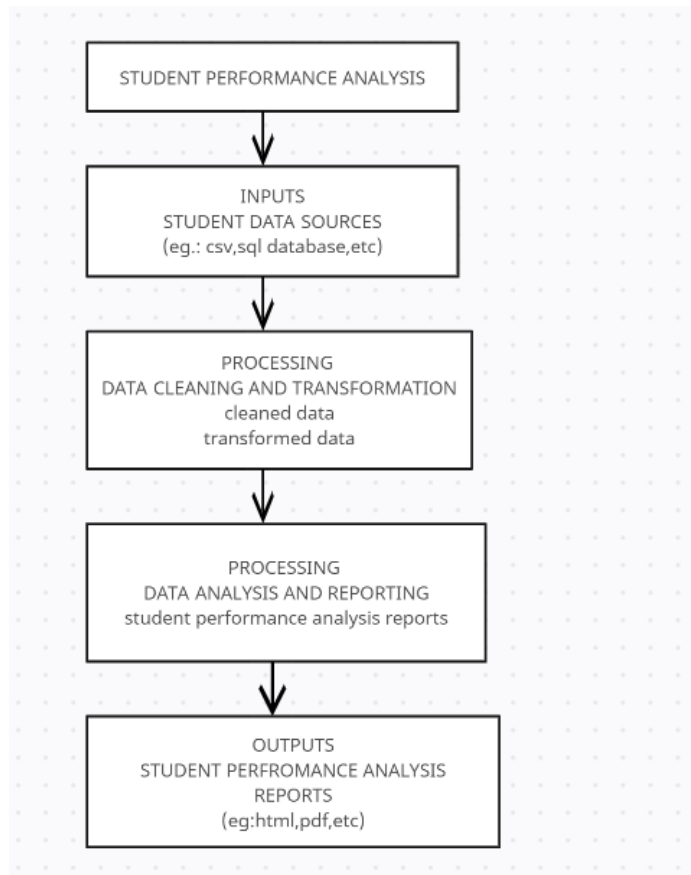 STUDENT PERFORMANCE ANALYSIS
INPUTS
STUDENT DATA SOURCES
(eg.: csv,sql database,etc)
PROCESSING
DATA CLEANING AND TRANSFORMATION
cleaned data
transformed data
PROCESSING
DATA ANALYSIS AND REPORTING
student performance analysis reports
OUTPUTS
STUDENT PERFROMANCE ANALYSIS
REPORTS
(eg:html,pdf,etc)